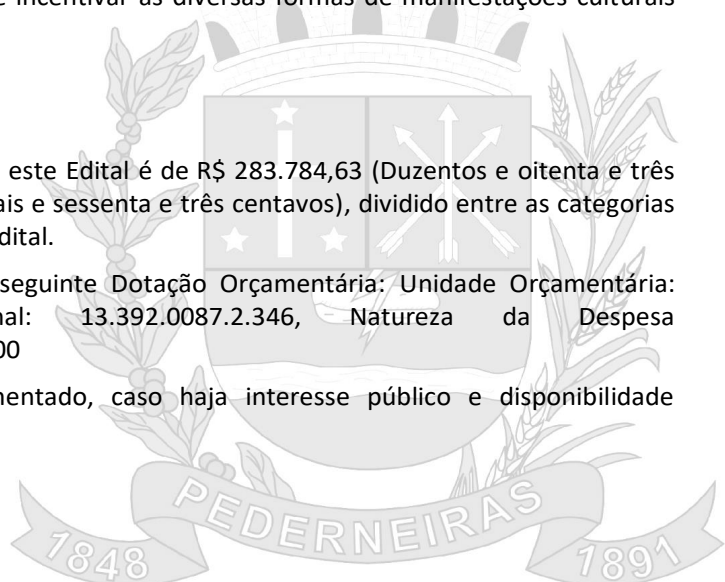 e incentivar as diversas formas de manifestações culturais
este Edital é de R$ 283.784,63 (Duzentos e oitenta e três
ais e sessenta e três centavos), dividido entre as categorias
dital.
seguinte Dotação Orçamentária: Unidade Orçamentária:
nal: 13.392.0087.2.346, Natureza da Despesa
00
mentado, caso haja interesse público e disponibilidade
PEDERNEIRAS
1848
1891